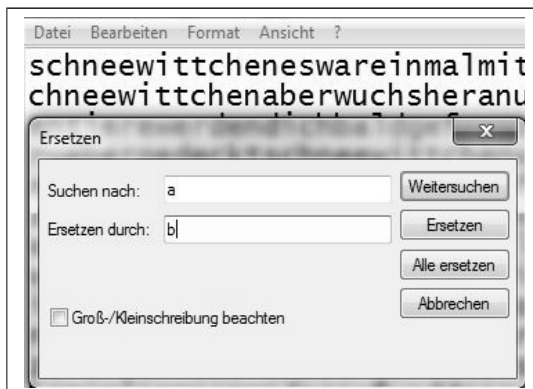 Datei Bearbeiten Format Ansicht ?
schneewittcheneswareinmalmit
chneewittchenaberwuchsheranu
Ersetzen
x
Suchen nach: a Weitersuchen
Ersetzen durch: b Ersetzen
Alle ersetzen
Groß-/Kleinschreibung beachten Abbrechen